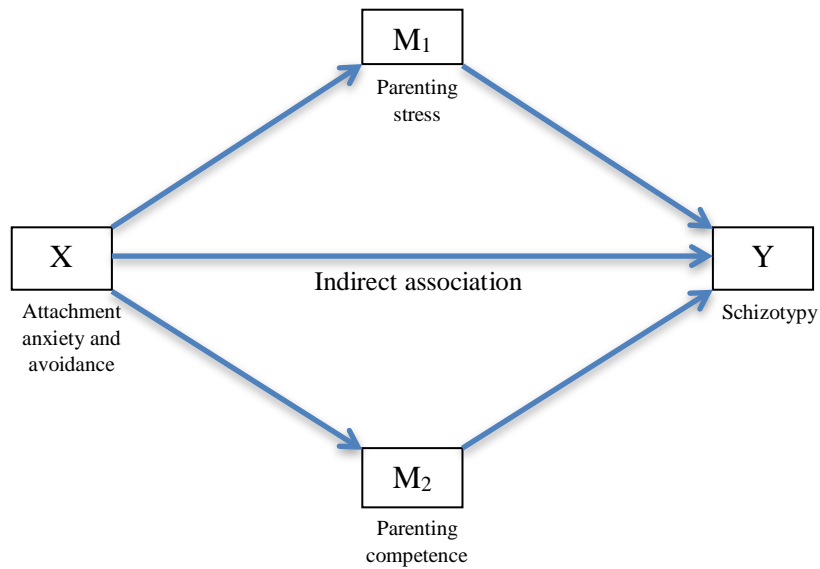 M₁
Parenting
stress
X
Indirect association
Y
Attachment
anxiety and
avoidance
Schizotypy
M₂
Parenting
competence